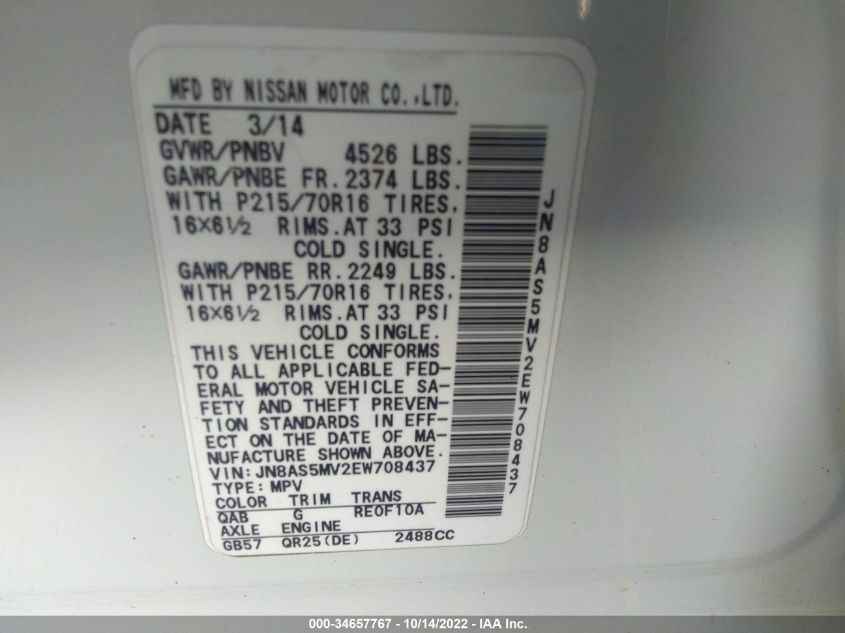 MFD BY NISSAN MOTOR CO.,LTD.
DATE 3/14
GVWR/PNBV 4526 LBS.
GAWR/PNBE FR. 2374 LBS.
WITH P215/70R16 TIRES,
16X6½ RIMS. AT 33 PSI
COLD SINGLE.
GAWR/PNBE RR. 2249 LBS.
WITH P215/70R16 TIRES,
16X6½ RIMS. AT 33 PSI
COLD SINGLE.
THIS VEHICLE CONFORMS
TO ALL APPLICABLE FED-
ERAL MOTOR VEHICLE SA-
FETY AND THEFT PREVEN-
TION STANDARDS IN EFF-
ECT ON THE DATE OF MA-
NUFACTURE SHOWN ABOVE.
VIN: JN8AS5MV2EW708437
TYPE: MPV
COLOR TRIM TRANS
QAB G RE0F10A
AXLE ENGINE
GB57 QR25(DE) 2488CC
JN8AS5MV2EW708437
000-34657767 - 10/14/2022 - IAA Inc.